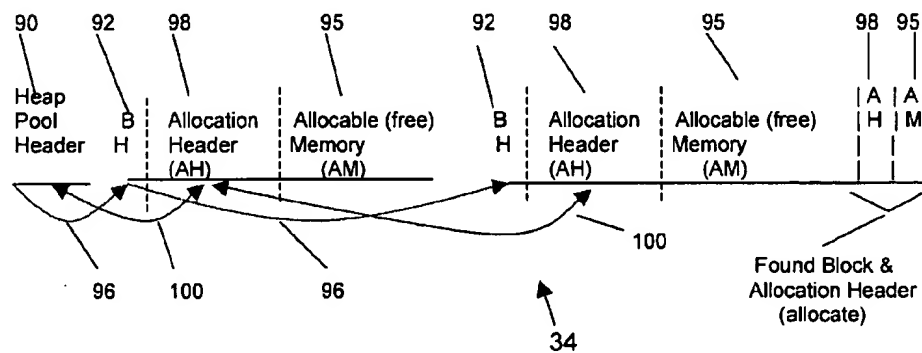 90 92 98 95 92 98 95 98 95
Heap Pool Header
B H
Allocation Header (AH)
Allocable (free) Memory (AM)
B H
Allocation Header (AH)
Allocable (free) Memory (AM)
A H
A M
96 100 96 100
Found Block & Allocation Header (allocate)
34